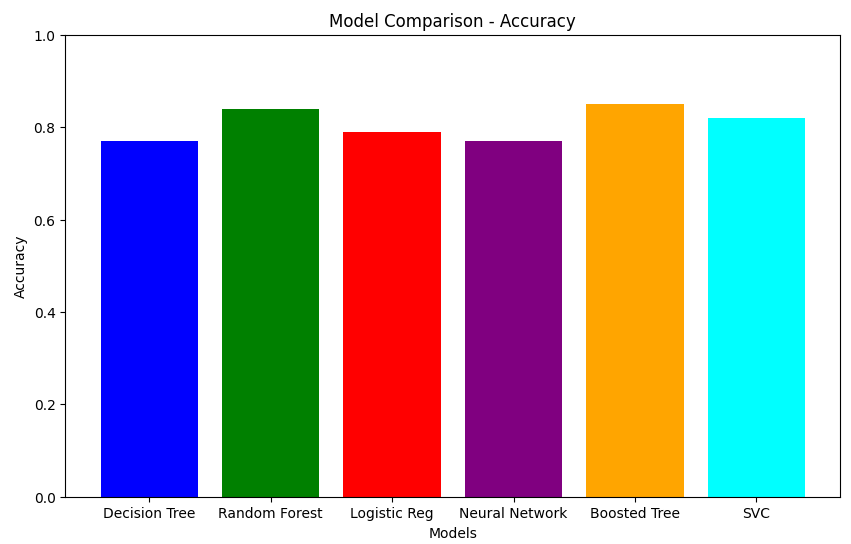 Model Comparison - Accuracy
1.0
0.8
0.6
0.4
0.2
0.0
Accuracy
Decision Tree Random Forest Logistic Reg Neural Network Boosted Tree SVC
Models